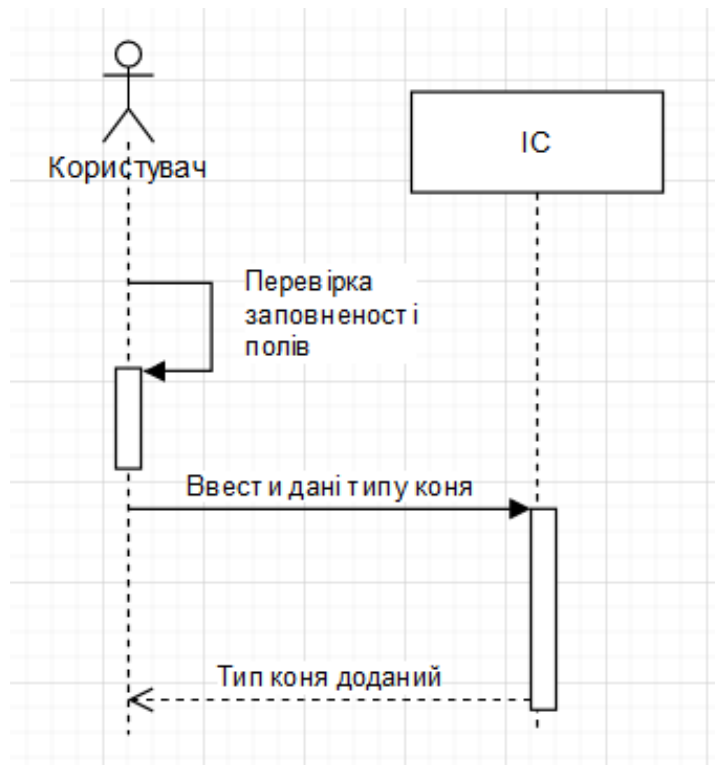 Користувач
ІС
Перевірка
заповненості
полів
Ввести дані типу коня
Тип коня доданий